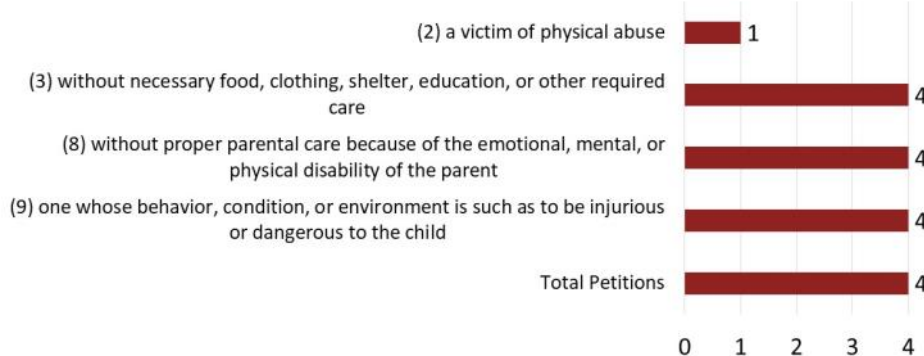 (2) a victim of physical abuse
1
(3) without necessary food, clothing, shelter, education, or other required
care
4
(8) without proper parental care because of the emotional, mental, or
physical disability of the parent
4
(9) one whose behavior, condition, or environment is such as to be injurious
or dangerous to the child
4
Total Petitions
4
0 1 2 3 4